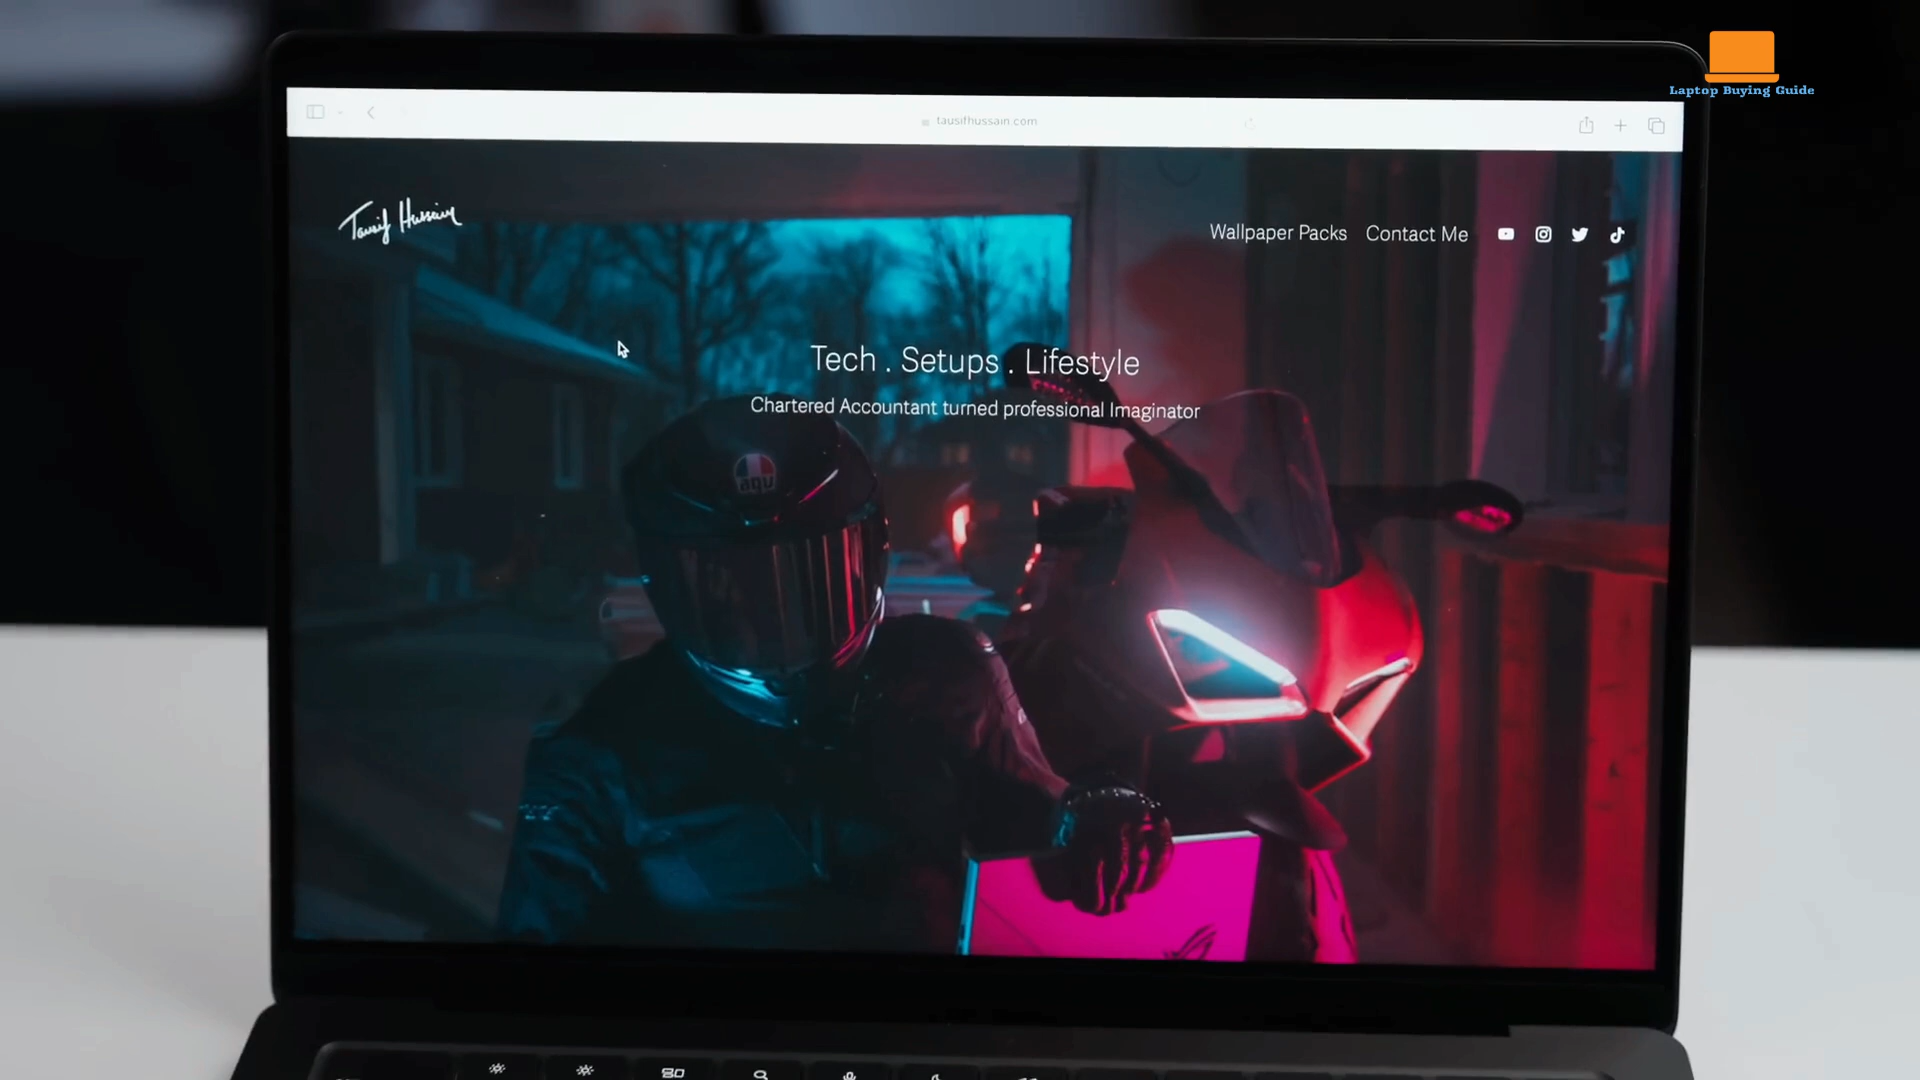 Laptop Buying Guide
tausifhussain.com
Tausif Hussain
Wallpaper Packs Contact Me
Tech . Setups . Lifestyle
Chartered Accountant turned professional Imaginator
agv